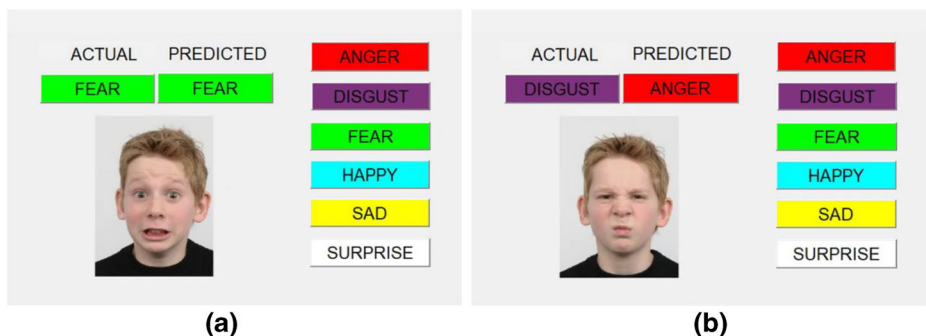 ACTUAL PREDICTED
FEAR FEAR
ANGER
DISGUST
FEAR
HAPPY
SAD
SURPRISE
(a)
ACTUAL PREDICTED
DISGUST ANGER
ANGER
DISGUST
FEAR
HAPPY
SAD
SURPRISE
(b)